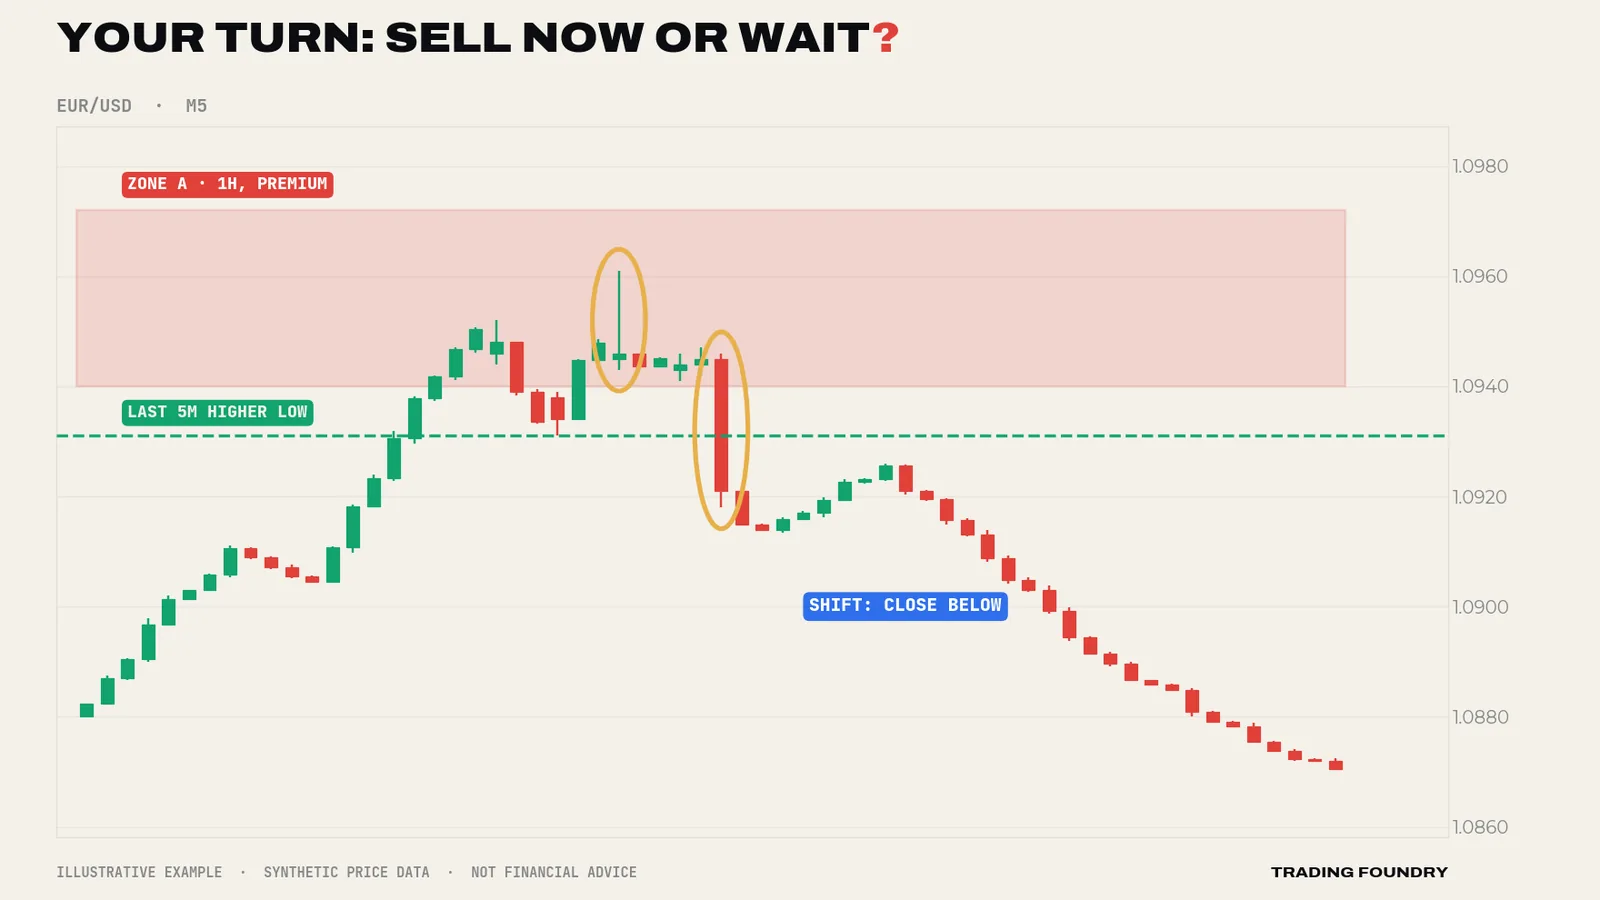 YOUR TURN: SELL NOW OR WAIT?
EUR/USD · M5
ZONE A · 1H, PREMIUM
LAST 5M HIGHER LOW
SHIFT: CLOSE BELOW
1.0980
1.0960
1.0940
1.0920
1.0900
1.0880
1.0860
ILLUSTRATIVE EXAMPLE · SYNTHETIC PRICE DATA · NOT FINANCIAL ADVICE
TRADING FOUNDRY